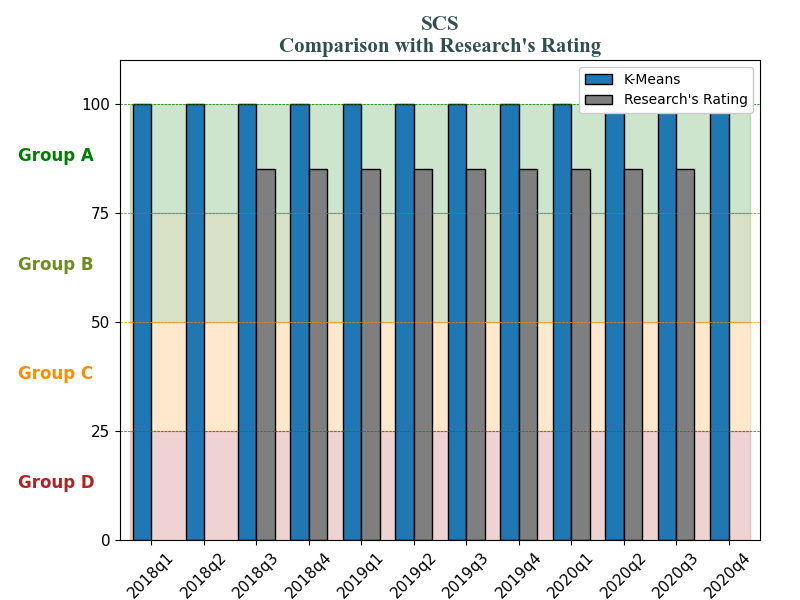 SCS
Comparison with Research's Rating
K-Means
Research's Rating
100
Group A
75
Group B
50
Group C
25
Group D
0
2018q1
2018q2
2018q3
2018q4
2019q1
2019q2
2019q3
2019q4
2020q1
2020q2
2020q3
2020q4